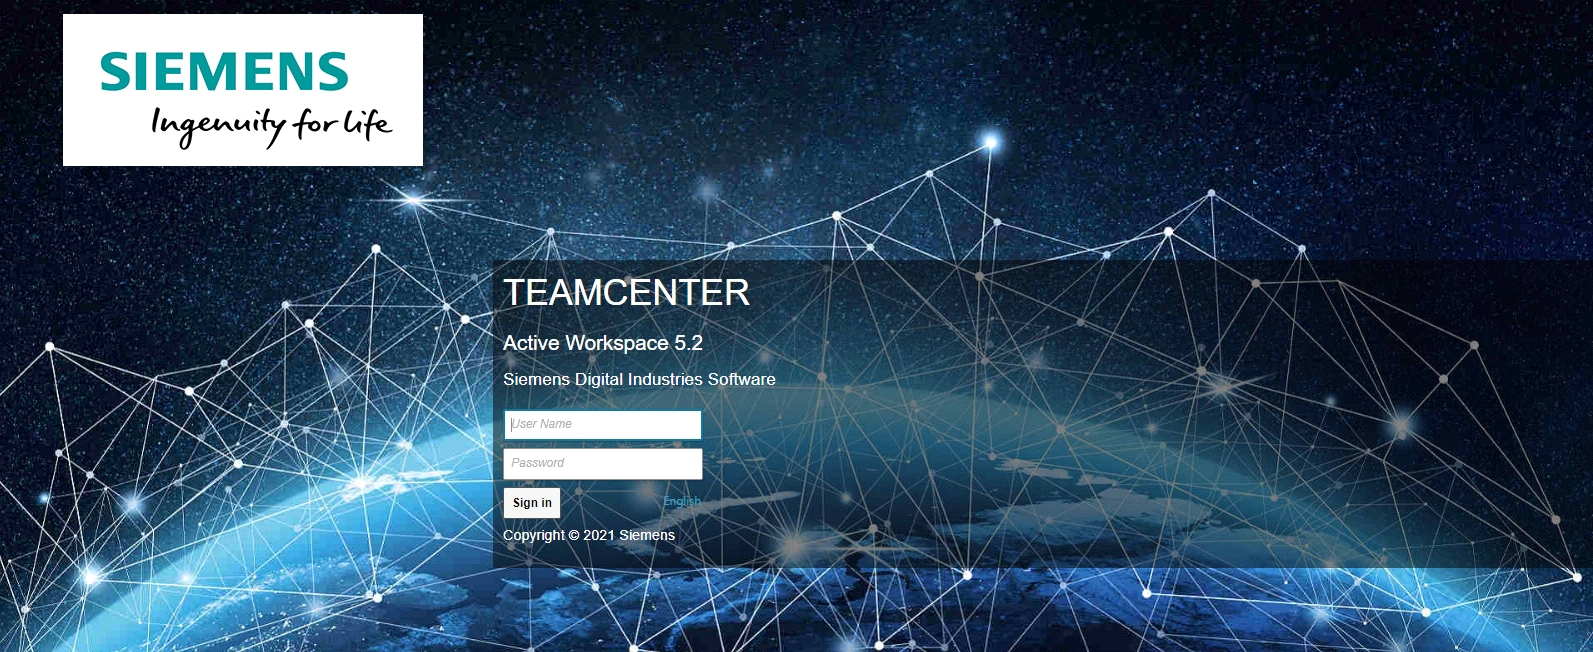 SIEMENS
Ingenuity for life
TEAMCENTER
Active Workspace 5.2
Siemens Digital Industries Software
User Name
Password
Sign in
English
Copyright © 2021 Siemens